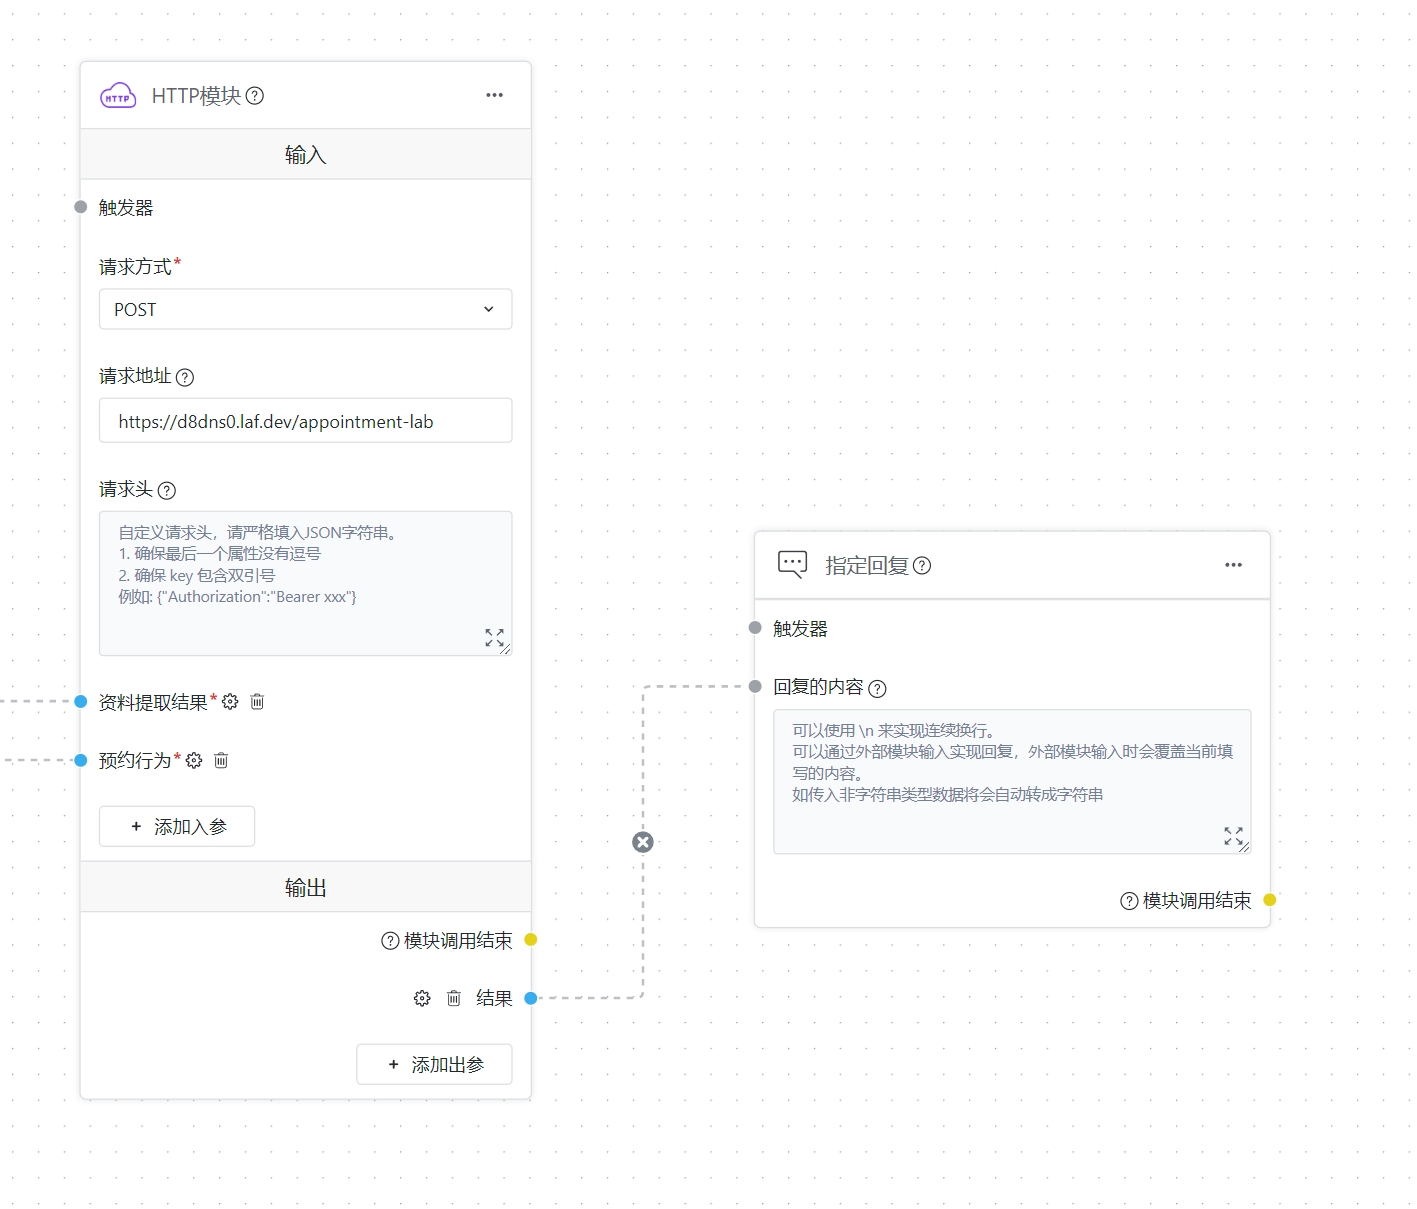 HTTP
HTTP模块
输入
触发器
请求方式*
POST
请求地址
https://d8dns0.laf.dev/appointment-lab
请求头
自定义请求头，请严格填入JSON字符串。
1. 确保最后一个属性没有逗号
2. 确保 key 包含双引号
例如: {"Authorization":"Bearer xxx"}
资料提取结果*
预约行为*
+ 添加入参
输出
模块调用结束
结果
+ 添加出参
指定回复
触发器
回复的内容
可以使用 \n 来实现连续换行。
可以通过外部模块输入实现回复，外部模块输入时会覆盖当前填
写的内容。
如传入非字符串类型数据将会自动转成字符串
模块调用结束